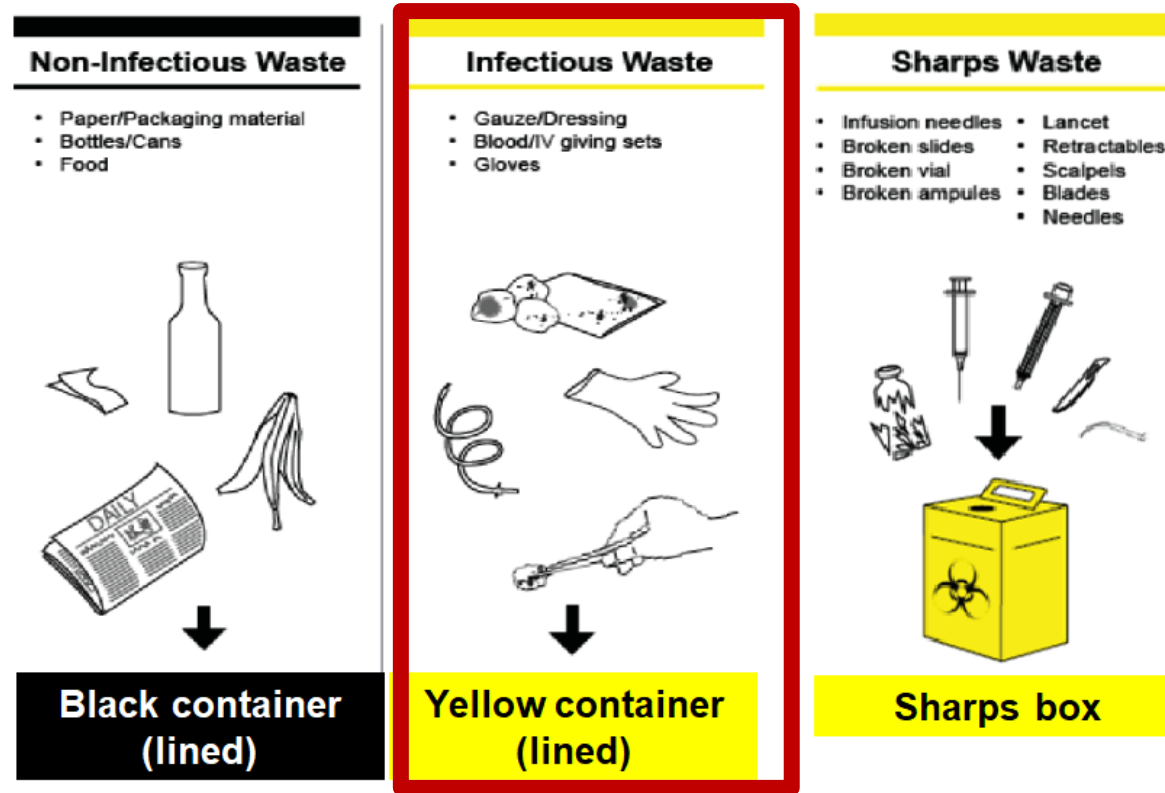 Non-Infectious Waste
• Paper/Packaging material
• Bottles/Cans
• Food
DAILY
Black container
(lined)
Infectious Waste
• Gauze/Dressing
• Blood/IV giving sets
• Gloves
Yellow container
(lined)
Sharps Waste
• Infusion needles
• Broken slides
• Broken vial
• Broken ampules
• Lancet
• Retractables
• Scalpels
• Blades
• Needles
Sharps box